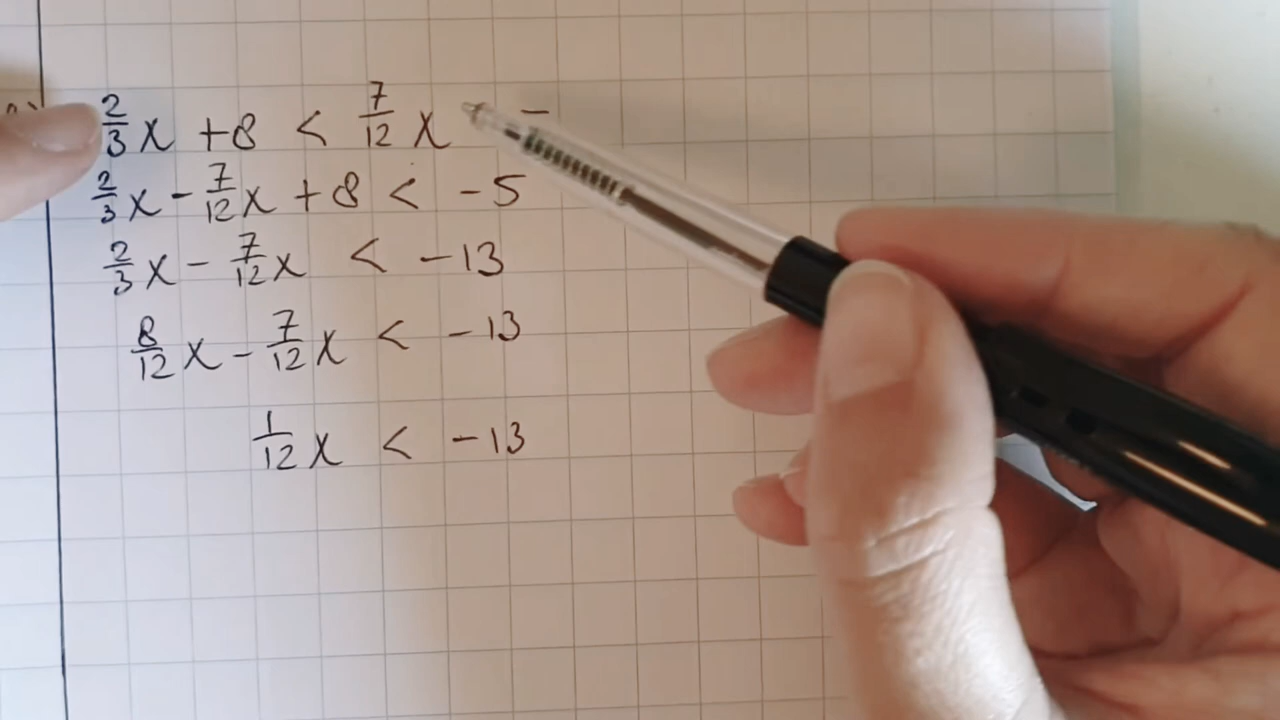 2/3 x + 8 < 7/12 x -
2/3 x - 7/12 x + 8 < -5
2/3 x - 7/12 x < -13
8/12 x - 7/12 x < -13
1/12 x < -13